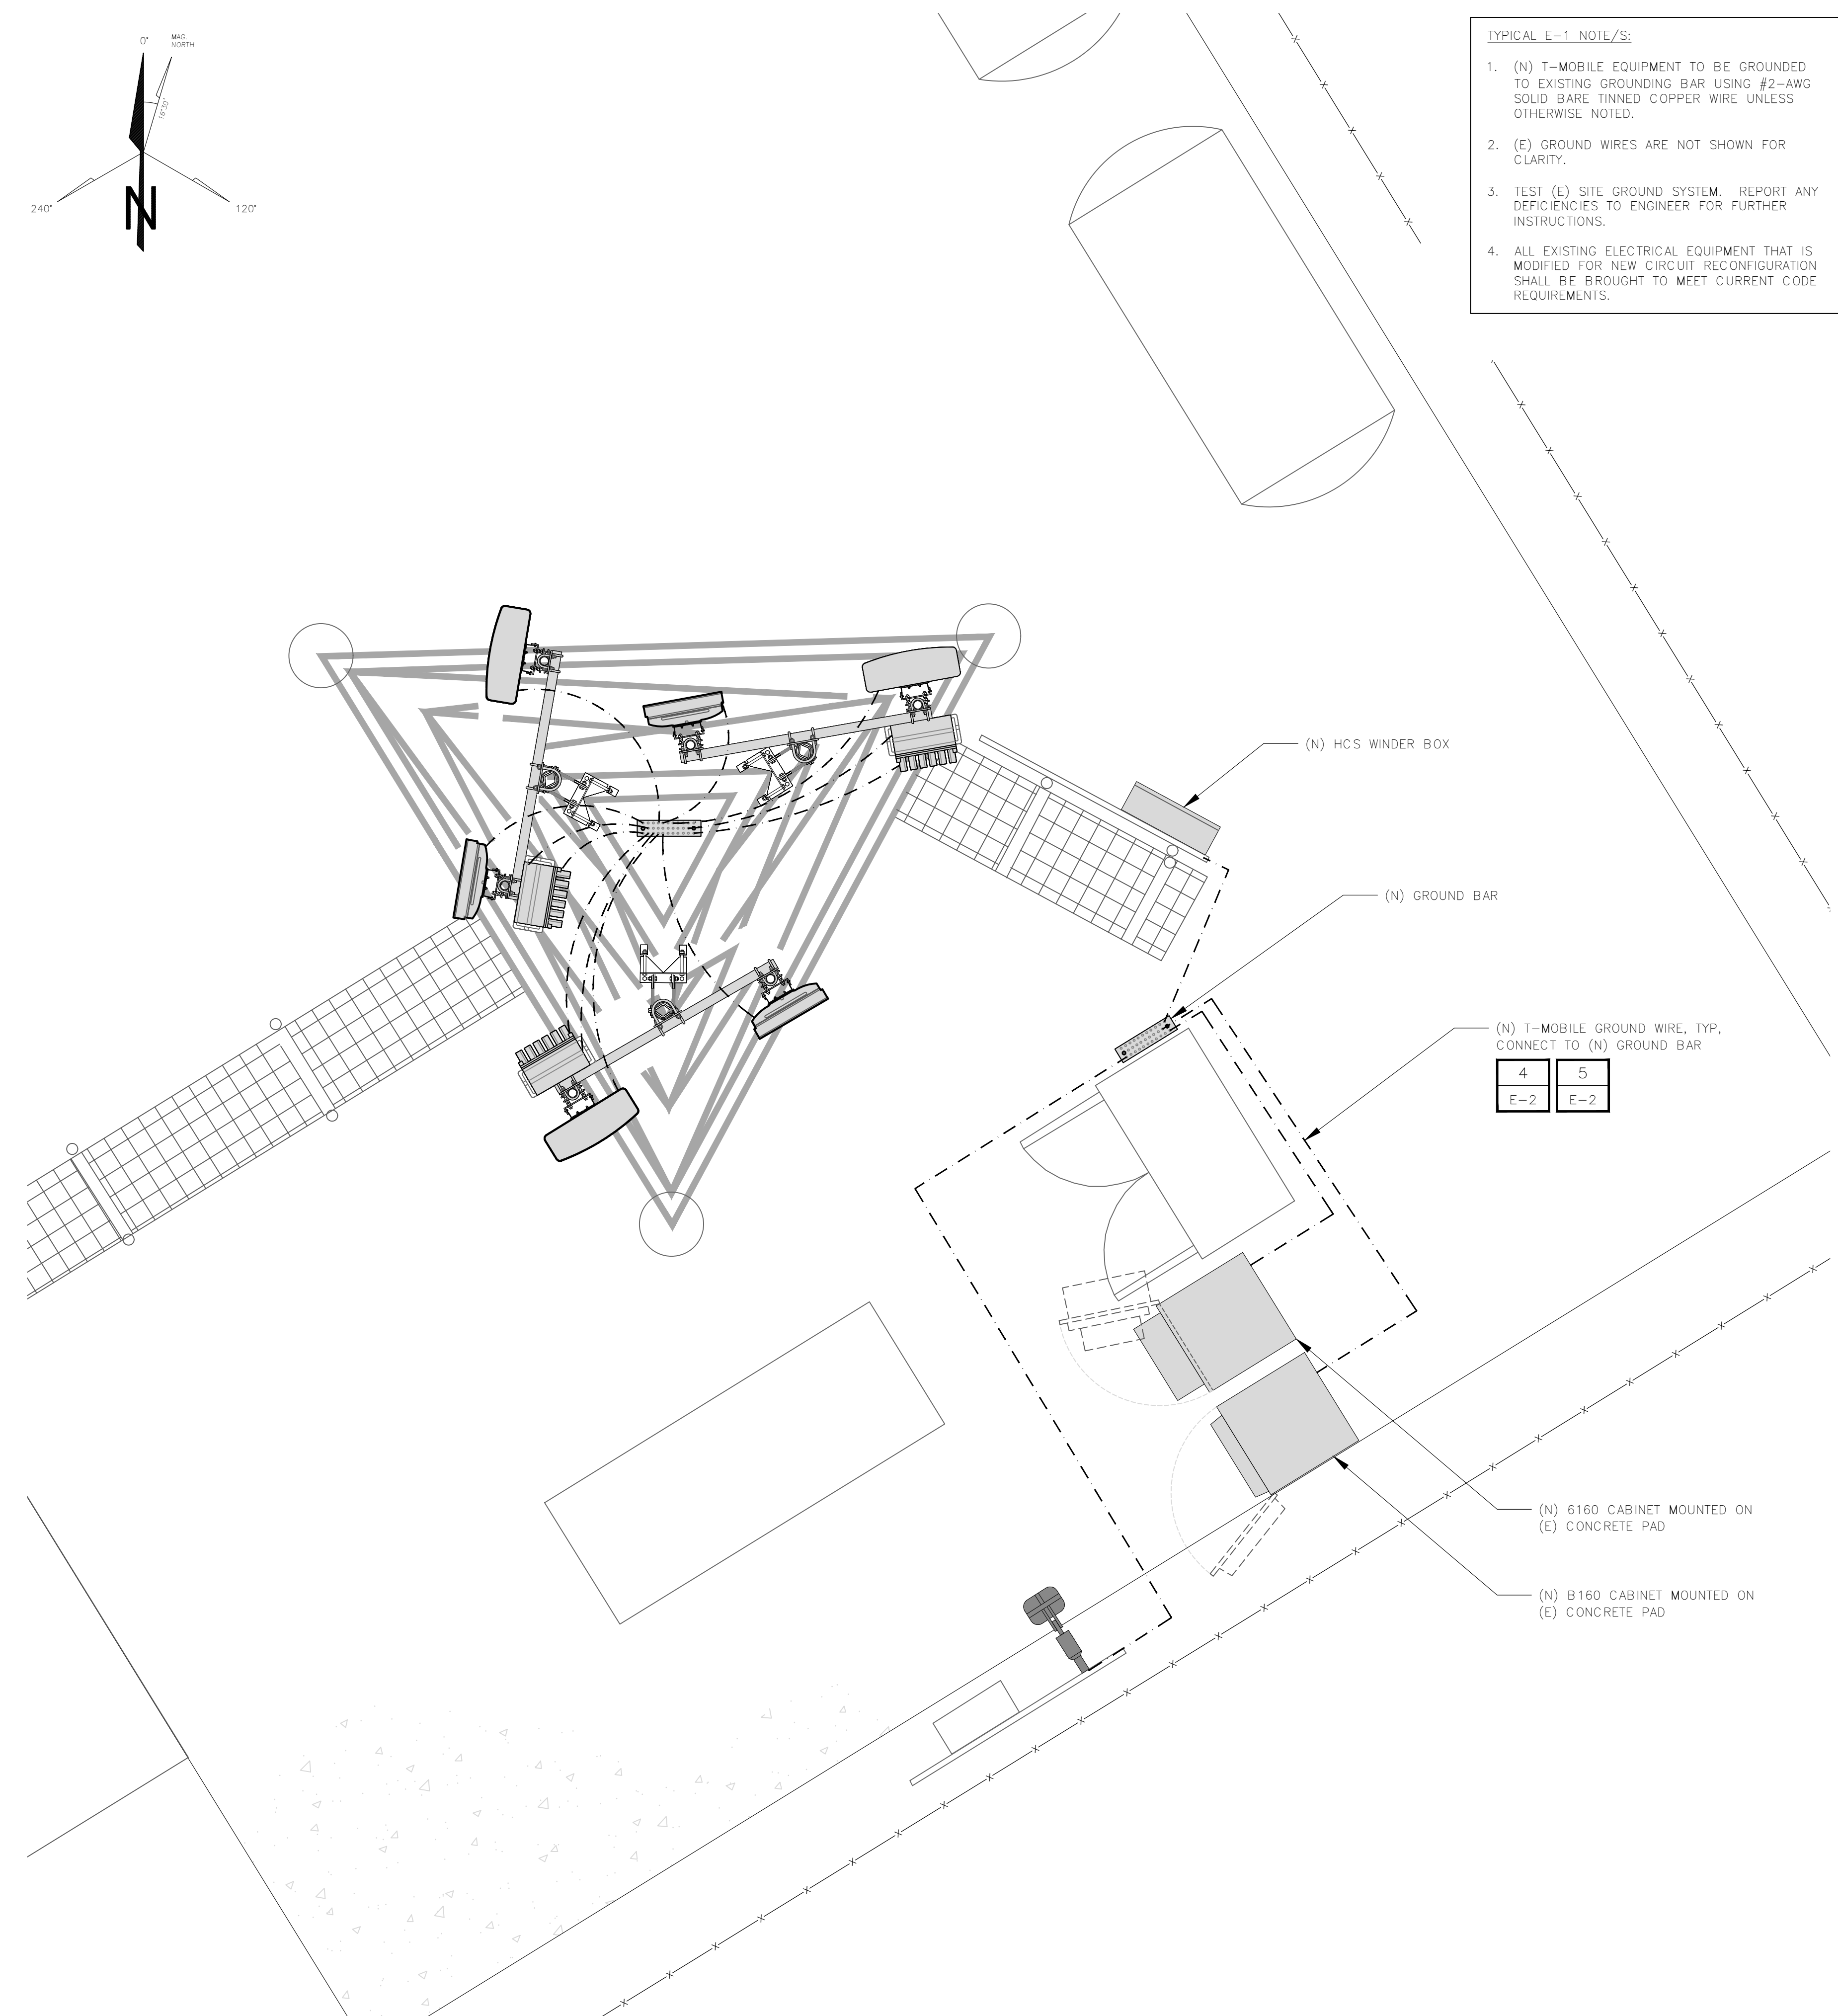 0°
MAG.
NORTH
16°30'
240°
120°
N
TYPICAL E-1 NOTE/S:
1. (N) T-MOBILE EQUIPMENT TO BE GROUNDED
TO EXISTING GROUNDING BAR USING #2-AWG
SOLID BARE TINNED COPPER WIRE UNLESS
OTHERWISE NOTED.
2. (E) GROUND WIRES ARE NOT SHOWN FOR
CLARITY.
3. TEST (E) SITE GROUND SYSTEM. REPORT ANY
DEFICIENCIES TO ENGINEER FOR FURTHER
INSTRUCTIONS.
4. ALL EXISTING ELECTRICAL EQUIPMENT THAT IS
MODIFIED FOR NEW CIRCUIT RECONFIGURATION
SHALL BE BROUGHT TO MEET CURRENT CODE
REQUIREMENTS.
(N) HCS WINDER BOX
(N) GROUND BAR
(N) T-MOBILE GROUND WIRE, TYP,
CONNECT TO (N) GROUND BAR
4 5
E-2 E-2
(N) 6160 CABINET MOUNTED ON
(E) CONCRETE PAD
(N) B160 CABINET MOUNTED ON
(E) CONCRETE PAD